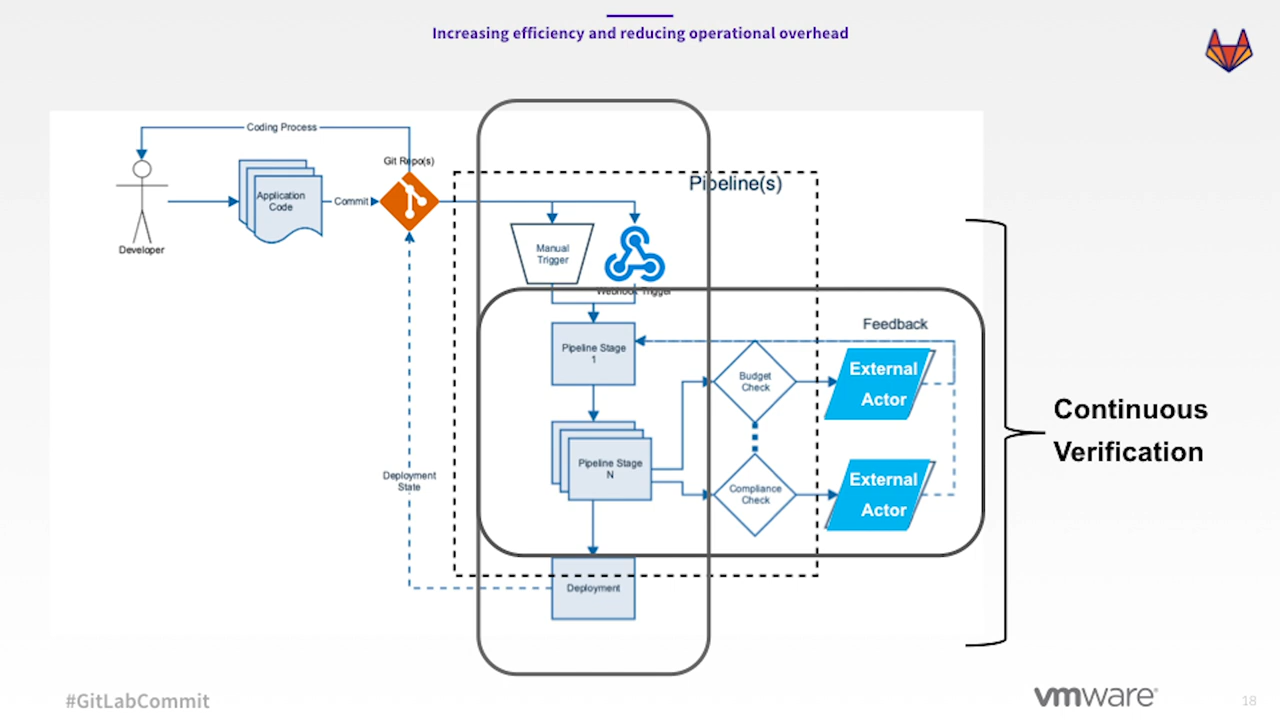 Increasing efficiency and reducing operational overhead
Coding Process
Git Repo(s)
Pipeline(s)
Application
Code
Commit
Developer
Manual
Trigger
Webhook Trigger
Feedback
Pipeline Stage
1
Budget
Check
External
Actor
Continuous
Verification
Deployment
State
Pipeline Stage
N
Compliance
Check
External
Actor
Deployment
#GitLabCommit
vmware®
18